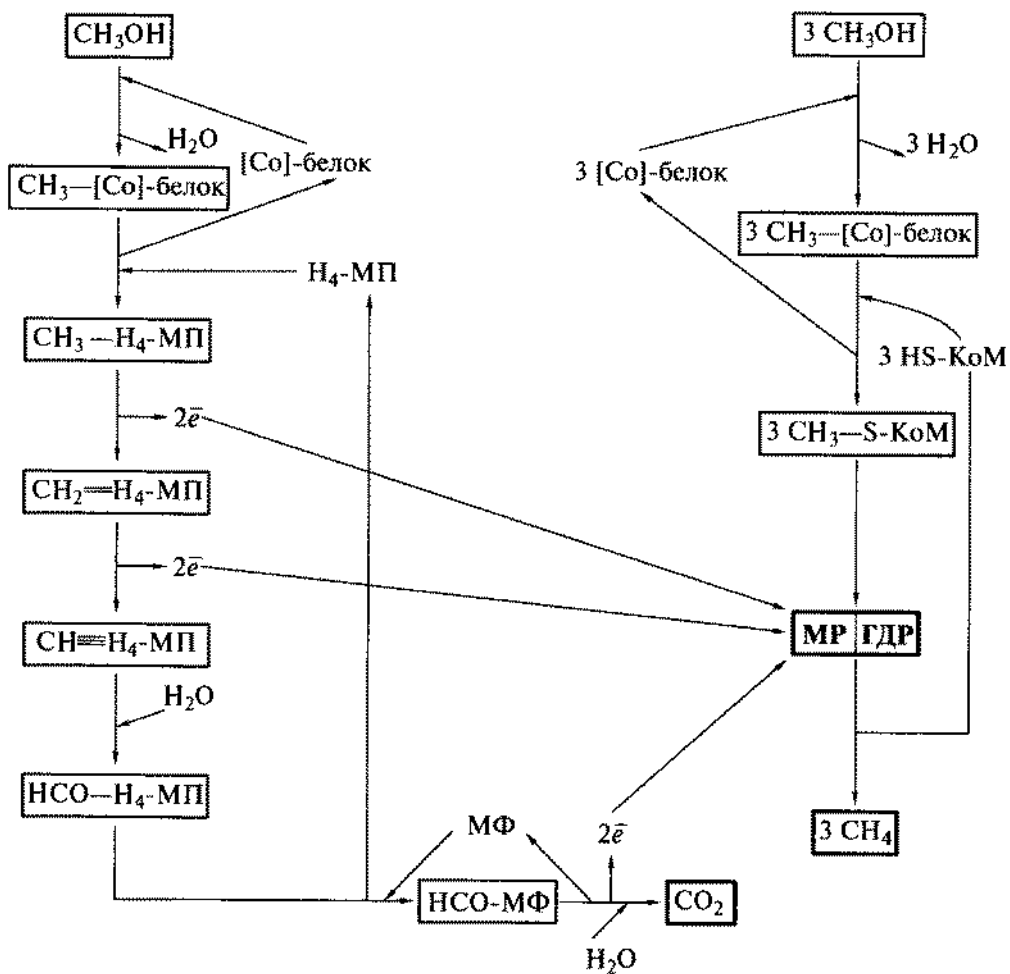 CH₃OH
3 CH₃OH
H₂O
[Co]-белок
CH₃—[Co]-белок
3 [Co]-белок
3 H₂O
3 CH₃—[Co]-белок
H₄-МП
CH₃—H₄-МП
3 HS-КоМ
2e̅
3 CH₃—S-КоМ
CH₂=H₄-МП
2e̅
CH≡H₄-МП
МР ГДР
H₂O
HCO—H₄-МП
МФ
2e̅
3 CH₄
HCO-МФ
CO₂
H₂O